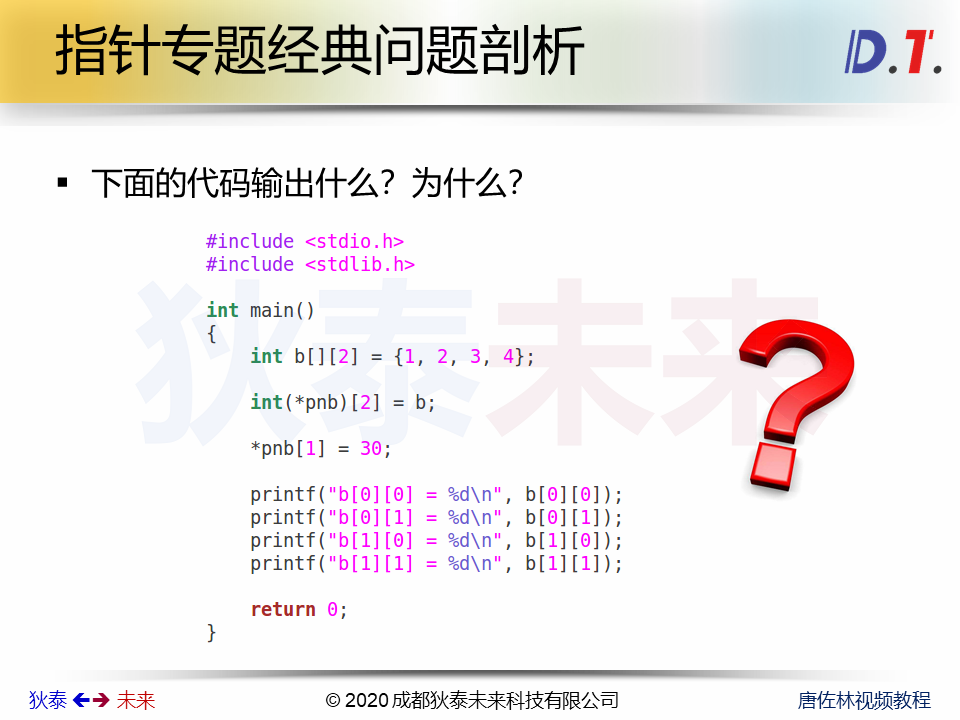 指针专题经典问题剖析
D.T.
▪ 下面的代码输出什么？为什么？
#include <stdio.h>
#include <stdlib.h>
int main()
{
    int b[][2] = {1, 2, 3, 4};
    int(*pnb)[2] = b;
    *pnb[1] = 30;
    printf("b[0][0] = %d\n", b[0][0]);
    printf("b[0][1] = %d\n", b[0][1]);
    printf("b[1][0] = %d\n", b[1][0]);
    printf("b[1][1] = %d\n", b[1][1]);
    return 0;
}
狄泰未来
狄泰 未来
© 2020 成都狄泰未来科技有限公司
唐佐林视频教程